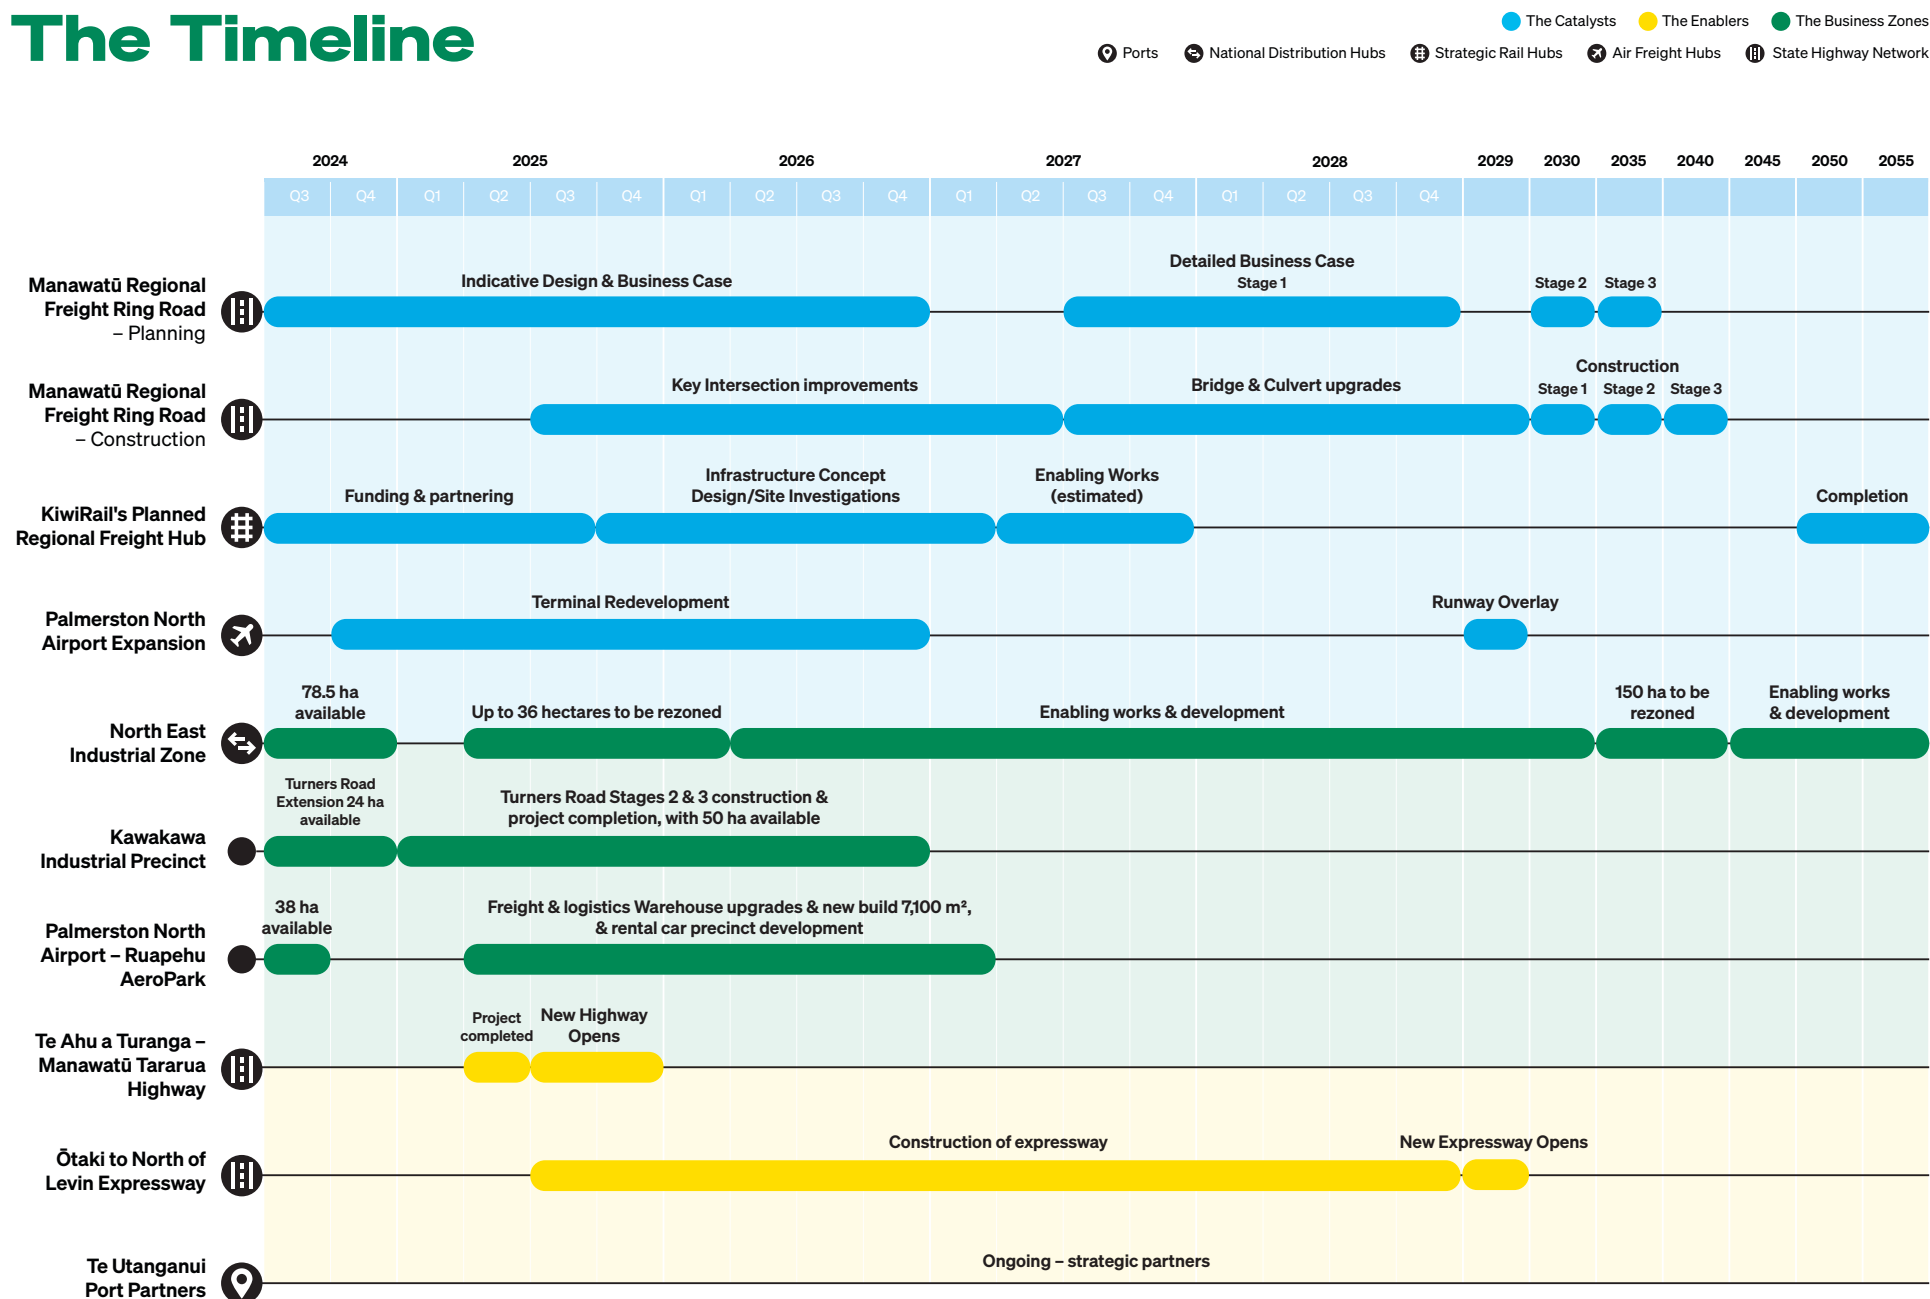 The Timeline
The Catalysts The Enablers The Business Zones
Ports National Distribution Hubs Strategic Rail Hubs Air Freight Hubs State Highway Network
2024 2025 2026 2027 2028 2029 2030 2035 2040 2045 2050 2055
Q3 Q4 Q1 Q2 Q3 Q4 Q1 Q2 Q3 Q4 Q1 Q2 Q3 Q4 Q1 Q2 Q3 Q4
Manawatū Regional
Freight Ring Road
– Planning
Indicative Design & Business Case
Detailed Business Case
Stage 1
Stage 2
Stage 3
Manawatū Regional
Freight Ring Road
– Construction
Key Intersection improvements
Bridge & Culvert upgrades
Construction
Stage 1
Stage 2
Stage 3
KiwiRail's Planned
Regional Freight Hub
Funding & partnering
Infrastructure Concept
Design/Site Investigations
Enabling Works
(estimated)
Completion
Palmerston North
Airport Expansion
Terminal Redevelopment
Runway Overlay
North East
Industrial Zone
78.5 ha
available
Up to 36 hectares to be rezoned
Enabling works & development
150 ha to be
rezoned
Enabling works
& development
Kawakawa
Industrial Precinct
Turners Road
Extension 24 ha
available
Turners Road Stages 2 & 3 construction &
project completion, with 50 ha available
Palmerston North
Airport – Ruapehu
AeroPark
38 ha
available
Freight & logistics Warehouse upgrades & new build 7,100 m²,
& rental car precinct development
Te Ahu a Turanga –
Manawatū Tararua
Highway
Project
completed
New Highway
Opens
Ōtaki to North of
Levin Expressway
Construction of expressway
New Expressway Opens
Te Utanganui
Port Partners
Ongoing – strategic partners